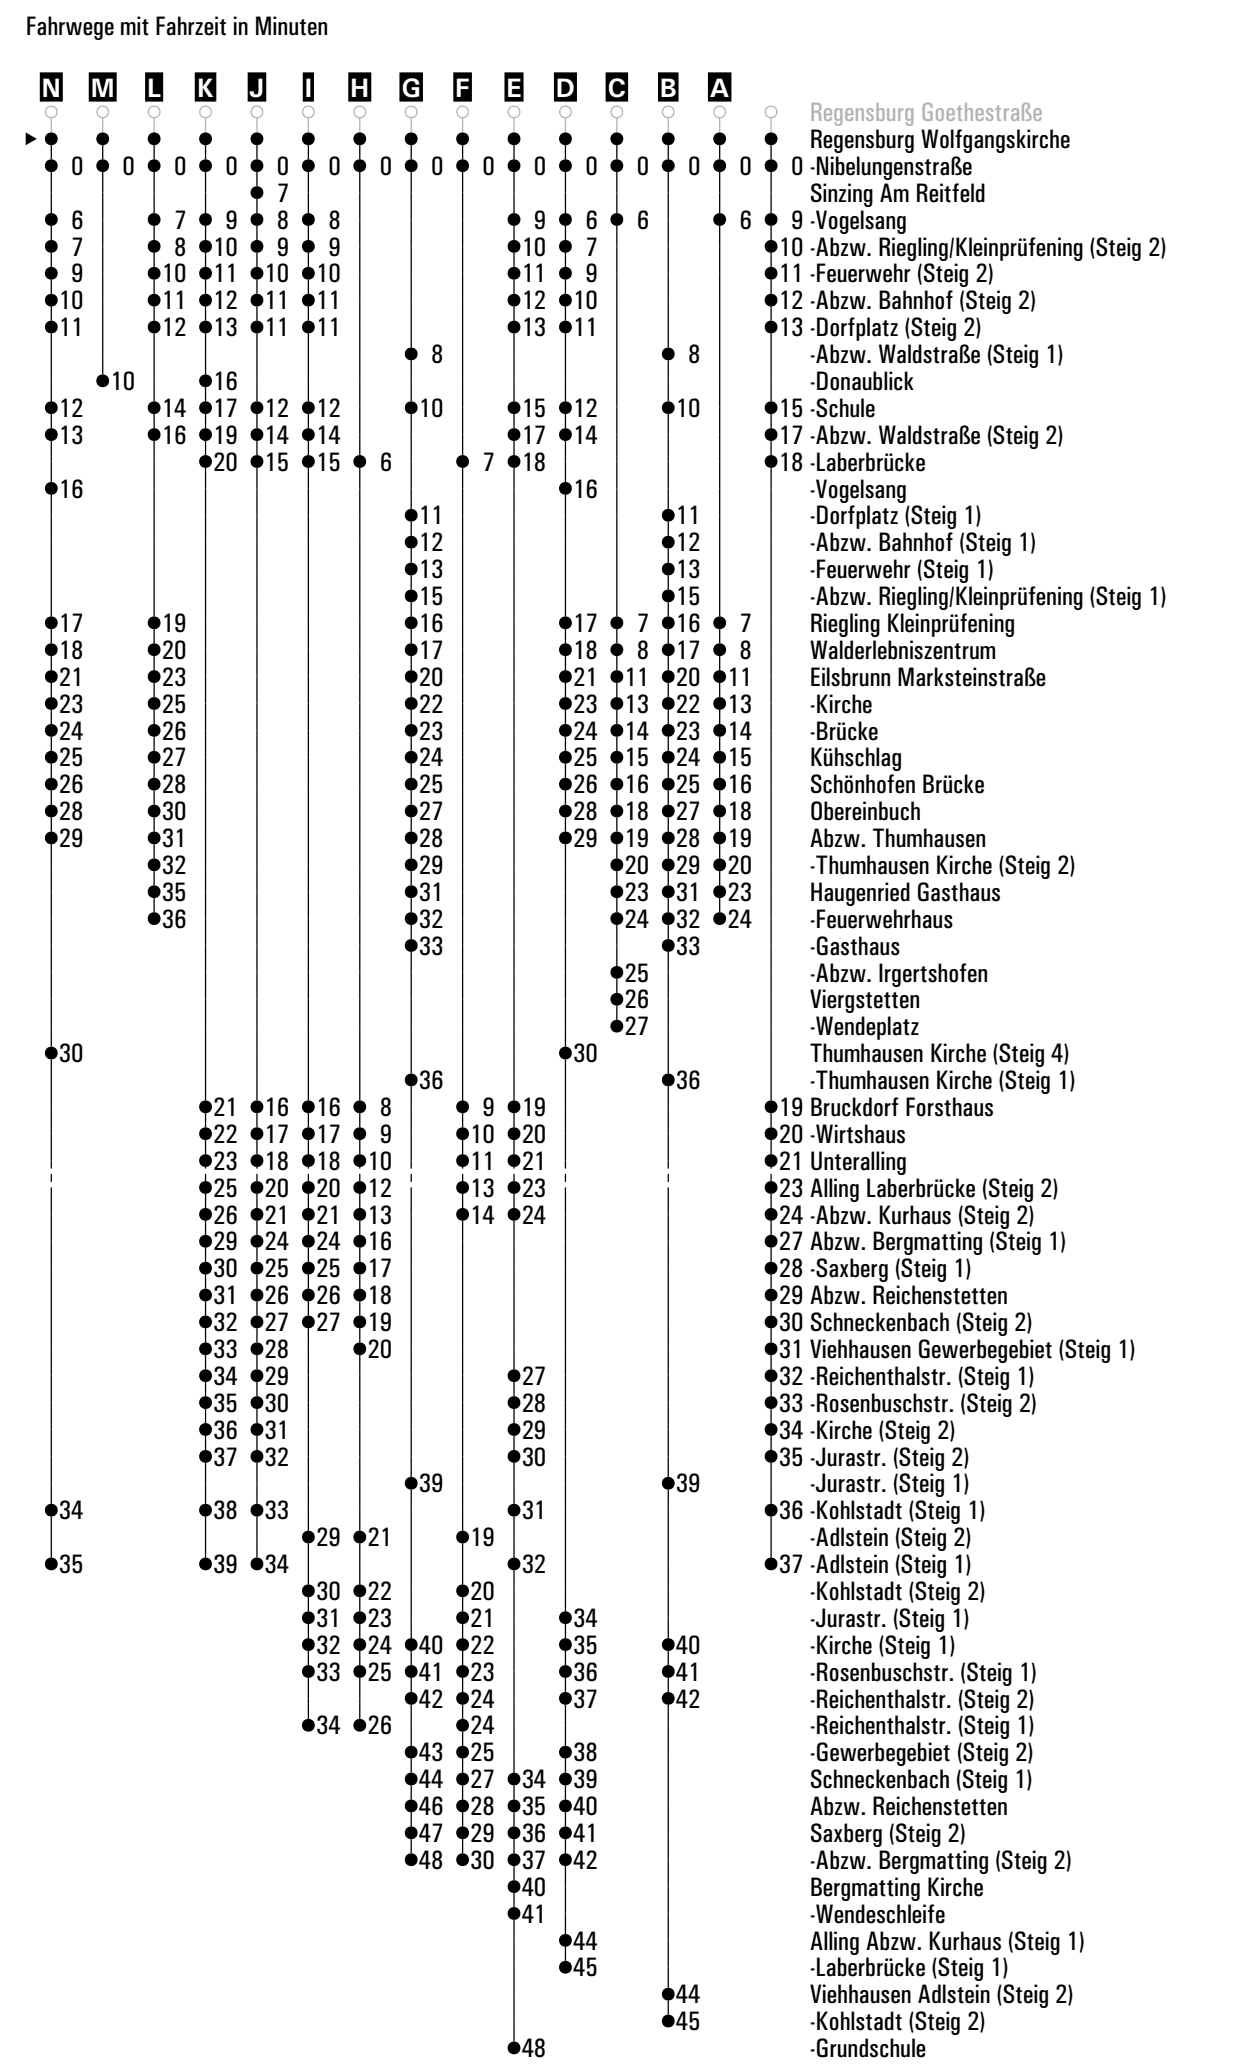 Fahrwege mit Fahrzeit in Minuten
N M L K J I H G F E D C B A
Regensburg Goethestraße
Regensburg Wolfgangskirche
0 0 0 0 0 0 0 0 0 0 0 0 0 0 0 -Nibelungenstraße
7 Sinzing Am Reitfeld
6 7 9 8 8 9 6 6 6 9 -Vogelsang
7 8 10 9 9 10 7 10 -Abzw. Riegling/Kleinprüfening (Steig 2)
9 10 11 10 10 11 9 11 -Feuerwehr (Steig 2)
10 11 12 11 11 12 10 12 -Abzw. Bahnhof (Steig 2)
11 12 13 11 11 13 11 13 -Dorfplatz (Steig 2)
8 8 -Abzw. Waldstraße (Steig 1)
10 16 -Donaublick
12 14 17 12 12 10 15 12 10 15 -Schule
13 16 19 14 14 17 14 17 -Abzw. Waldstraße (Steig 2)
20 15 15 6 7 18 18 -Laberbrücke
16 16 -Vogelsang
11 11 -Dorfplatz (Steig 1)
12 12 -Abzw. Bahnhof (Steig 1)
13 13 -Feuerwehr (Steig 1)
15 15 -Abzw. Riegling/Kleinprüfening (Steig 1)
17 19 16 17 7 16 7 Riegling Kleinprüfening
18 20 17 18 8 17 8 Walderlebniszentrum
21 23 20 21 11 20 11 Eilsbrunn Marksteinstraße
23 25 22 23 13 22 13 -Kirche
24 26 23 24 14 23 14 -Brücke
25 27 24 25 15 24 15 Kühschlag
26 28 25 26 16 25 16 Schönhofen Brücke
28 30 27 28 18 27 18 Obereinbuch
29 31 28 29 19 28 19 Abzw. Thumhausen
32 29 20 29 20 -Thumhausen Kirche (Steig 2)
35 31 23 31 23 Haugenried Gasthaus
36 32 24 32 24 -Feuerwehrhaus
33 33 -Gasthaus
25 -Abzw. Irgertshofen
26 Viergstetten
27 -Wendeplatz
30 30 Thumhausen Kirche (Steig 4)
36 36 -Thumhausen Kirche (Steig 1)
21 16 16 8 9 19 19 Bruckdorf Forsthaus
22 17 17 9 10 20 20 -Wirtshaus
23 18 18 10 11 21 21 Unteralling
25 20 20 12 13 23 23 Alling Laberbrücke (Steig 2)
26 21 21 13 14 24 24 -Abzw. Kurhaus (Steig 2)
29 24 24 16 27 Abzw. Bergmatting (Steig 1)
30 25 25 17 28 -Saxberg (Steig 1)
31 26 26 18 29 Abzw. Reichenstetten
32 27 27 19 30 Schneckenbach (Steig 2)
33 28 20 31 Viehhausen Gewerbegebiet (Steig 1)
34 29 27 32 -Reichenthalstr. (Steig 1)
35 30 28 33 -Rosenbuschstr. (Steig 2)
36 31 29 34 -Kirche (Steig 2)
37 32 30 35 -Jurastr. (Steig 2)
39 39 -Jurastr. (Steig 1)
34 38 33 31 36 -Kohlstadt (Steig 1)
29 21 19 -Adlstein (Steig 2)
35 39 34 32 37 -Adlstein (Steig 1)
30 22 20 -Kohlstadt (Steig 2)
31 23 21 34 -Jurastr. (Steig 1)
32 24 40 22 35 40 -Kirche (Steig 1)
33 25 41 23 36 41 -Rosenbuschstr. (Steig 1)
42 24 37 42 -Reichenthalstr. (Steig 2)
34 26 24 -Reichenthalstr. (Steig 1)
43 25 38 -Gewerbegebiet (Steig 2)
44 27 34 39 Schneckenbach (Steig 1)
46 28 35 40 Abzw. Reichenstetten
47 29 36 41 Saxberg (Steig 2)
48 30 37 42 -Abzw. Bergmatting (Steig 2)
40 Bergmatting Kirche
41 -Wendeschleife
44 Alling Abzw. Kurhaus (Steig 1)
45 -Laberbrücke (Steig 1)
44 Viehhausen Adlstein (Steig 2)
45 -Kohlstadt (Steig 2)
48 -Grundschule